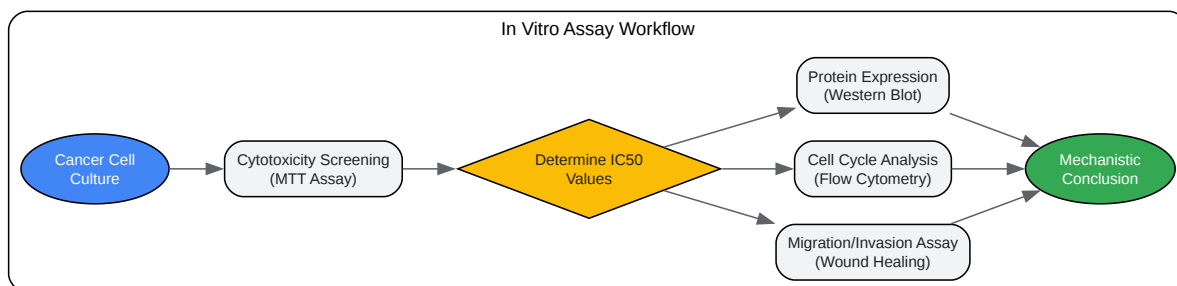 In Vitro Assay Workflow
Cancer Cell
Culture
Cytotoxicity Screening
(MTT Assay)
Determine IC50
Values
Protein Expression
(Western Blot)
Cell Cycle Analysis
(Flow Cytometry)
Migration/Invasion Assay
(Wound Healing)
Mechanistic
Conclusion